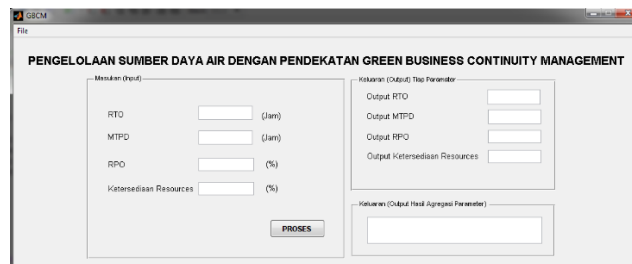 GBCM
File
PENGELOLAAN SUMBER DAYA AIR DENGAN PENDEKATAN GREEN BUSINESS CONTINUITY MANAGEMENT
Masukan (Input)
RTO (Jam)
MTPD (Jam)
RPO (%)
Ketersediaan Resources (%)
PROSES
Keluaran (Output) Tiap Parameter
Output RTO
Output MTPD
Output RPO
Output Ketersediaan Resources
Keluaran (Output Hasil Agregasi Parameter)